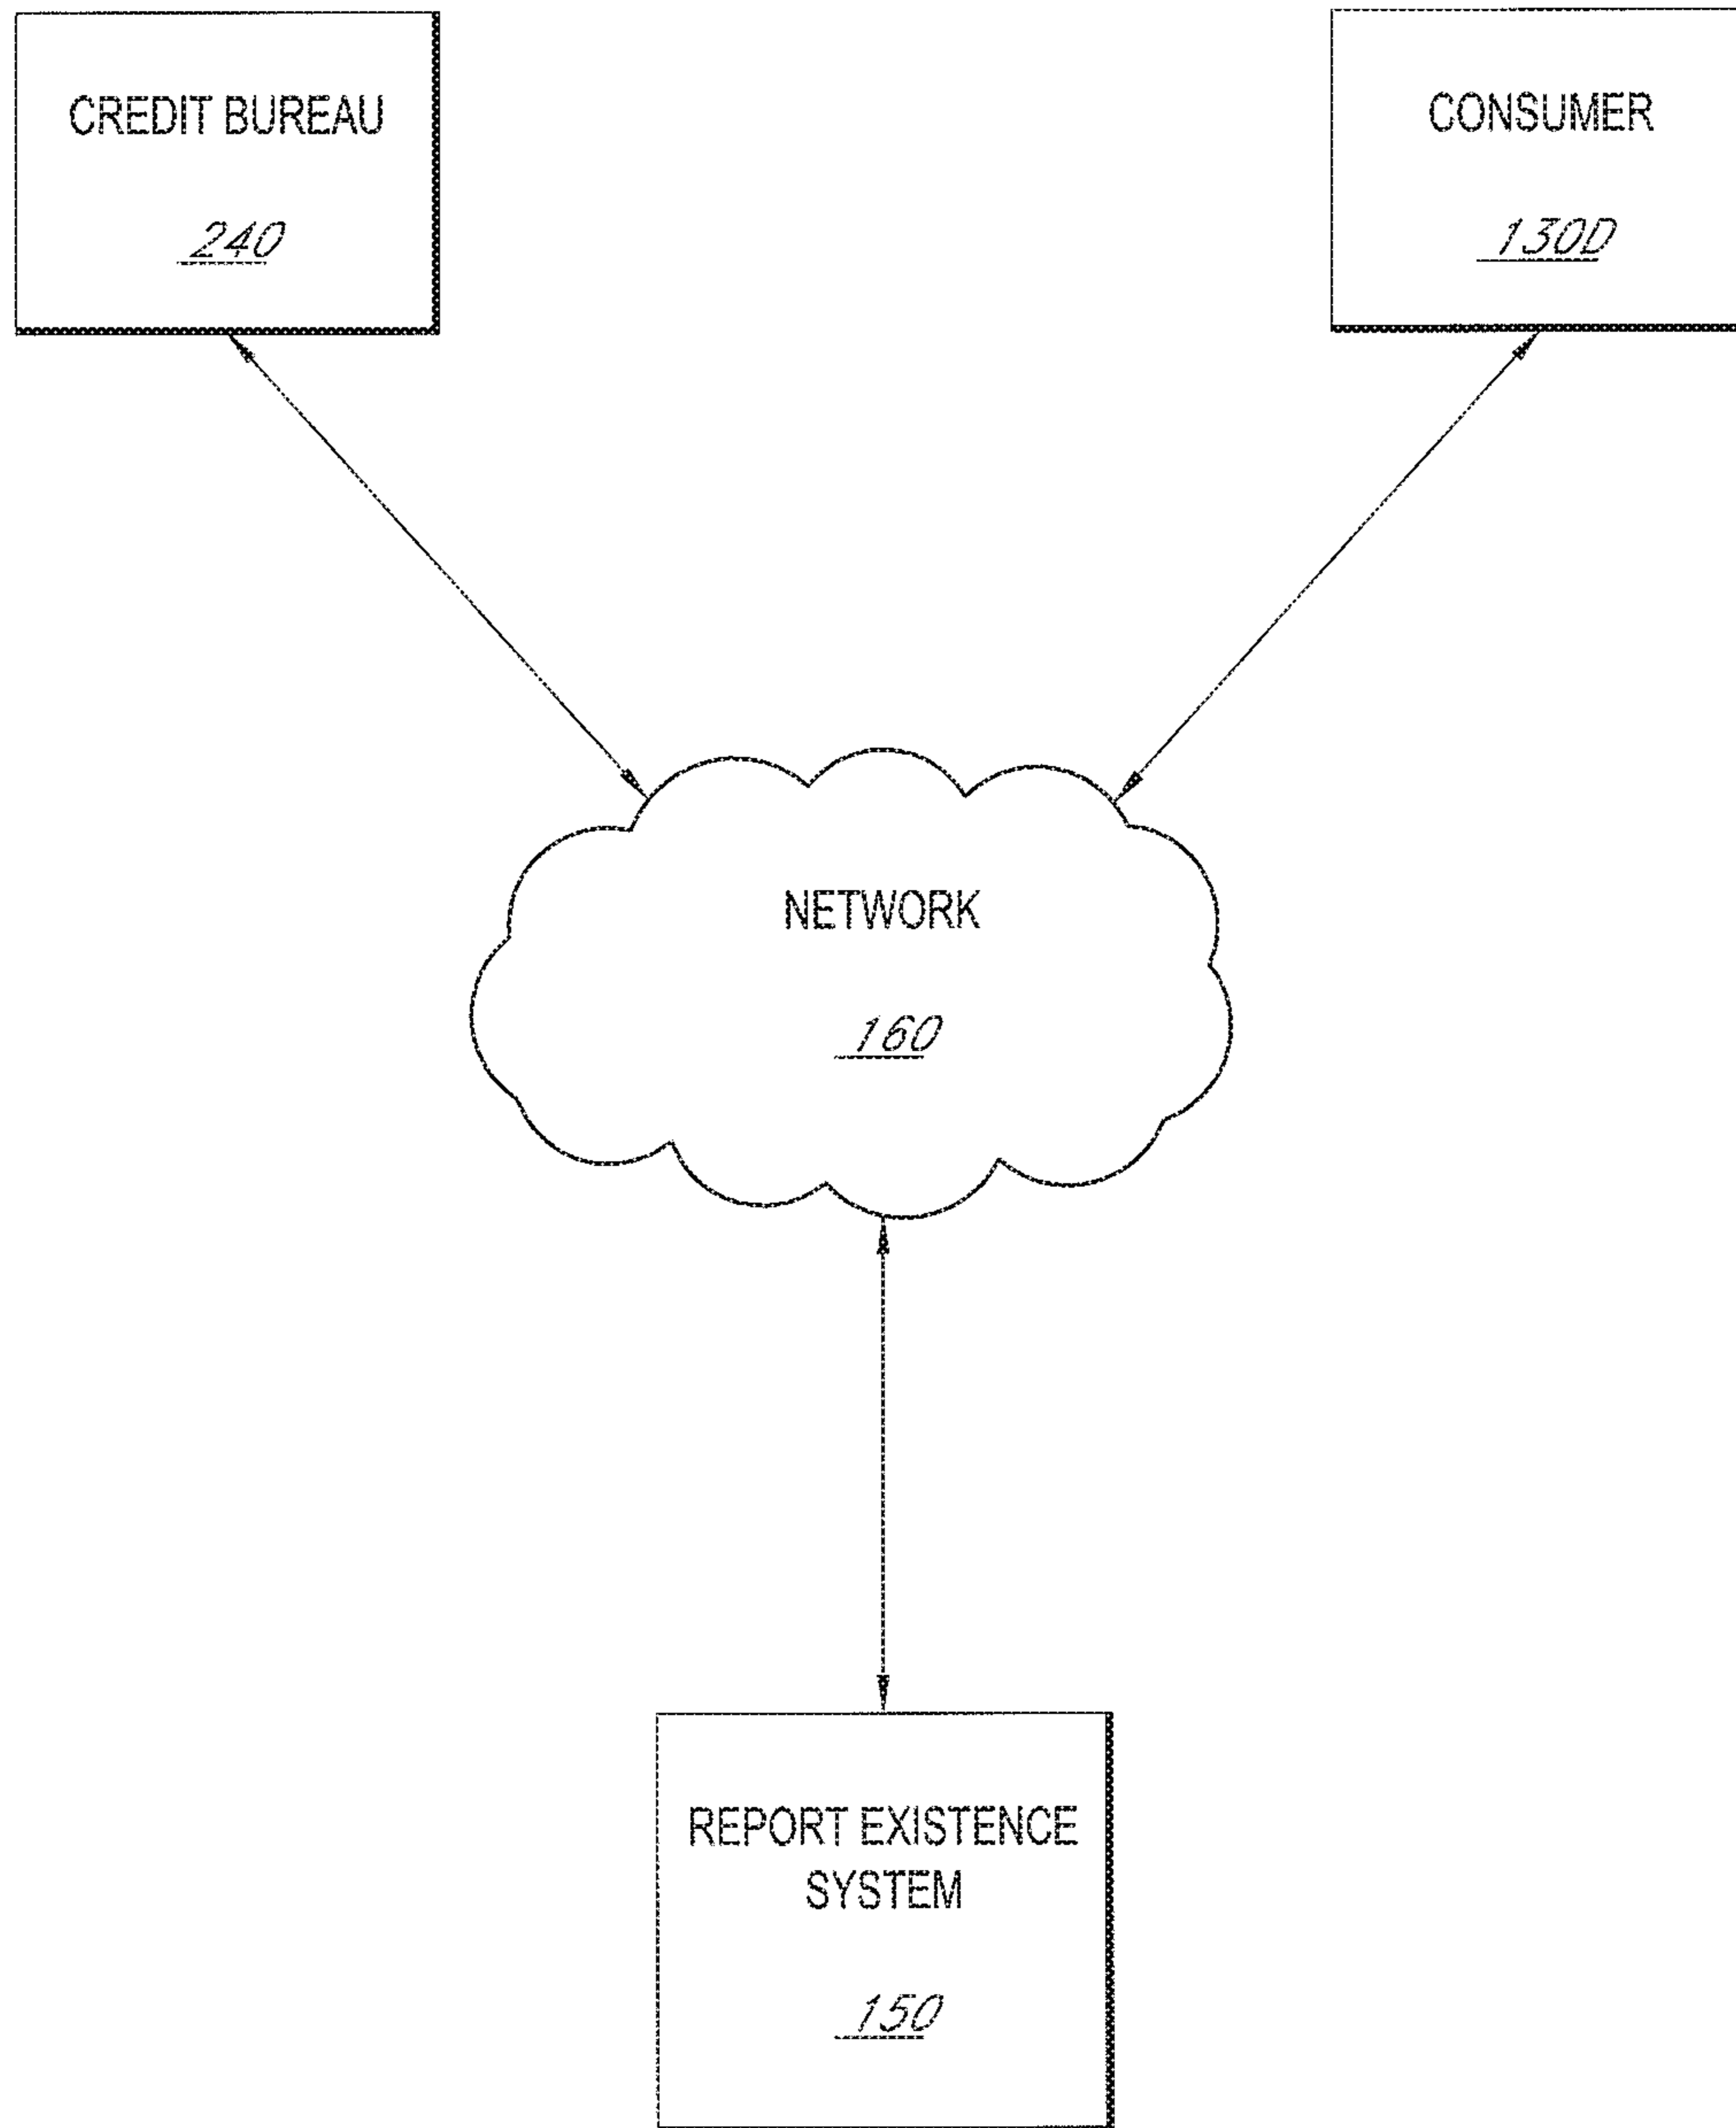 CREDIT BUREAU
240
CONSUMER
130D
NETWORK
160
REPORT EXISTENCE
SYSTEM
150